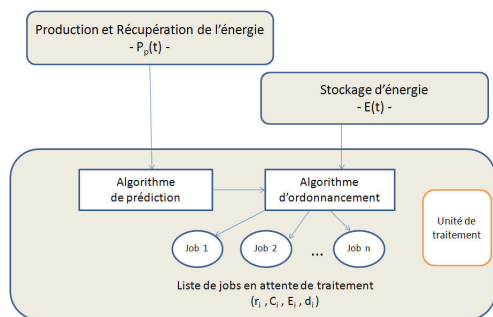 Production et Récupération de l'énergie
- Pp(t) -
Stockage d'énergie
- E(t) -
Algorithme
de prédiction
Algorithme
d'ordonnancement
Unité de
traitement
Job 1
Job 2
...
Job n
Liste de jobs en attente de traitement
(ri , Ci , Ei , di)